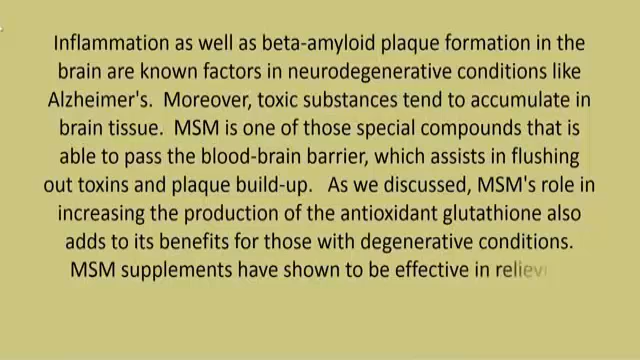 Inflammation as well as beta-amyloid plaque formation in the
brain are known factors in neurodegenerative conditions like
Alzheimer's.  Moreover, toxic substances tend to accumulate in
brain tissue.  MSM is one of those special compounds that is
able to pass the blood-brain barrier, which assists in flushing
out toxins and plaque build-up.   As we discussed, MSM's role in
increasing the production of the antioxidant glutathione also
adds to its benefits for those with degenerative conditions.
MSM supplements have shown to be effective in